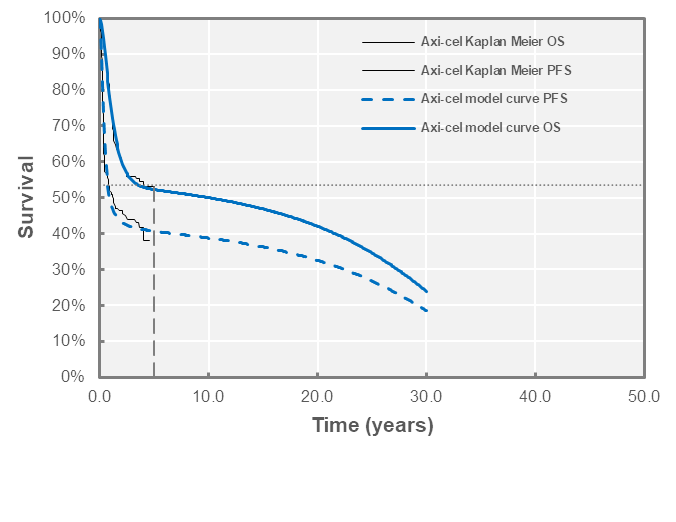 100%
90%
80%
70%
60%
50%
40%
30%
20%
10%
0%
Survival
Axi-cel Kaplan Meier OS
Axi-cel Kaplan Meier PFS
Axi-cel model curve PFS
Axi-cel model curve OS
0.0 10.0 20.0 30.0 40.0 50.0
Time (years)